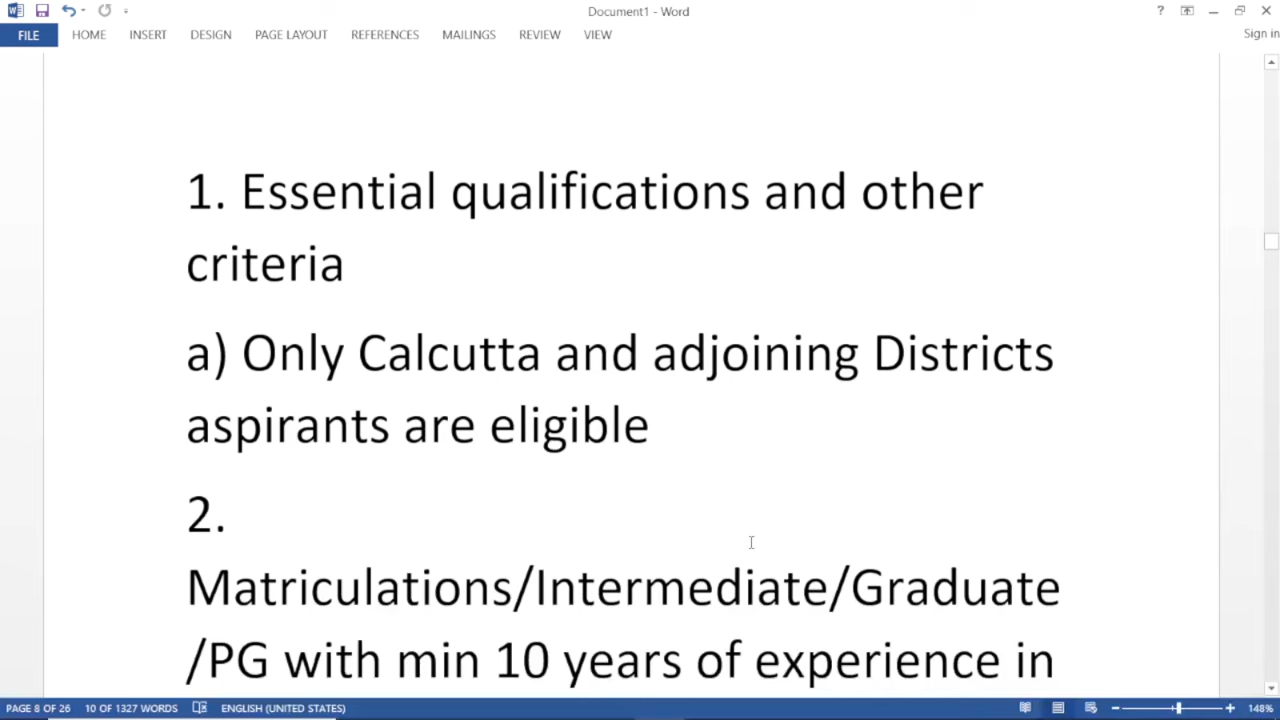 Document1 - Word
?
FILE HOME INSERT DESIGN PAGE LAYOUT REFERENCES MAILINGS REVIEW VIEW
Sign in
1. Essential qualifications and other
criteria
a) Only Calcutta and adjoining Districts
aspirants are eligible
2.
Matriculations/Intermediate/Graduate
/PG with min 10 years of experience in
PAGE 8 OF 26 10 OF 1327 WORDS ENGLISH (UNITED STATES) 148%